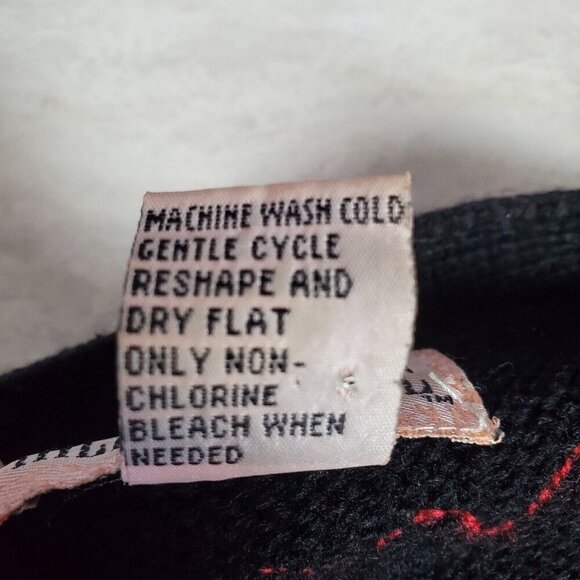 MACHINE WASH COLD
GENTLE CYCLE
RESHAPE AND
DRY FLAT
ONLY NON-
CHLORINE
BLEACH WHEN
NEEDED